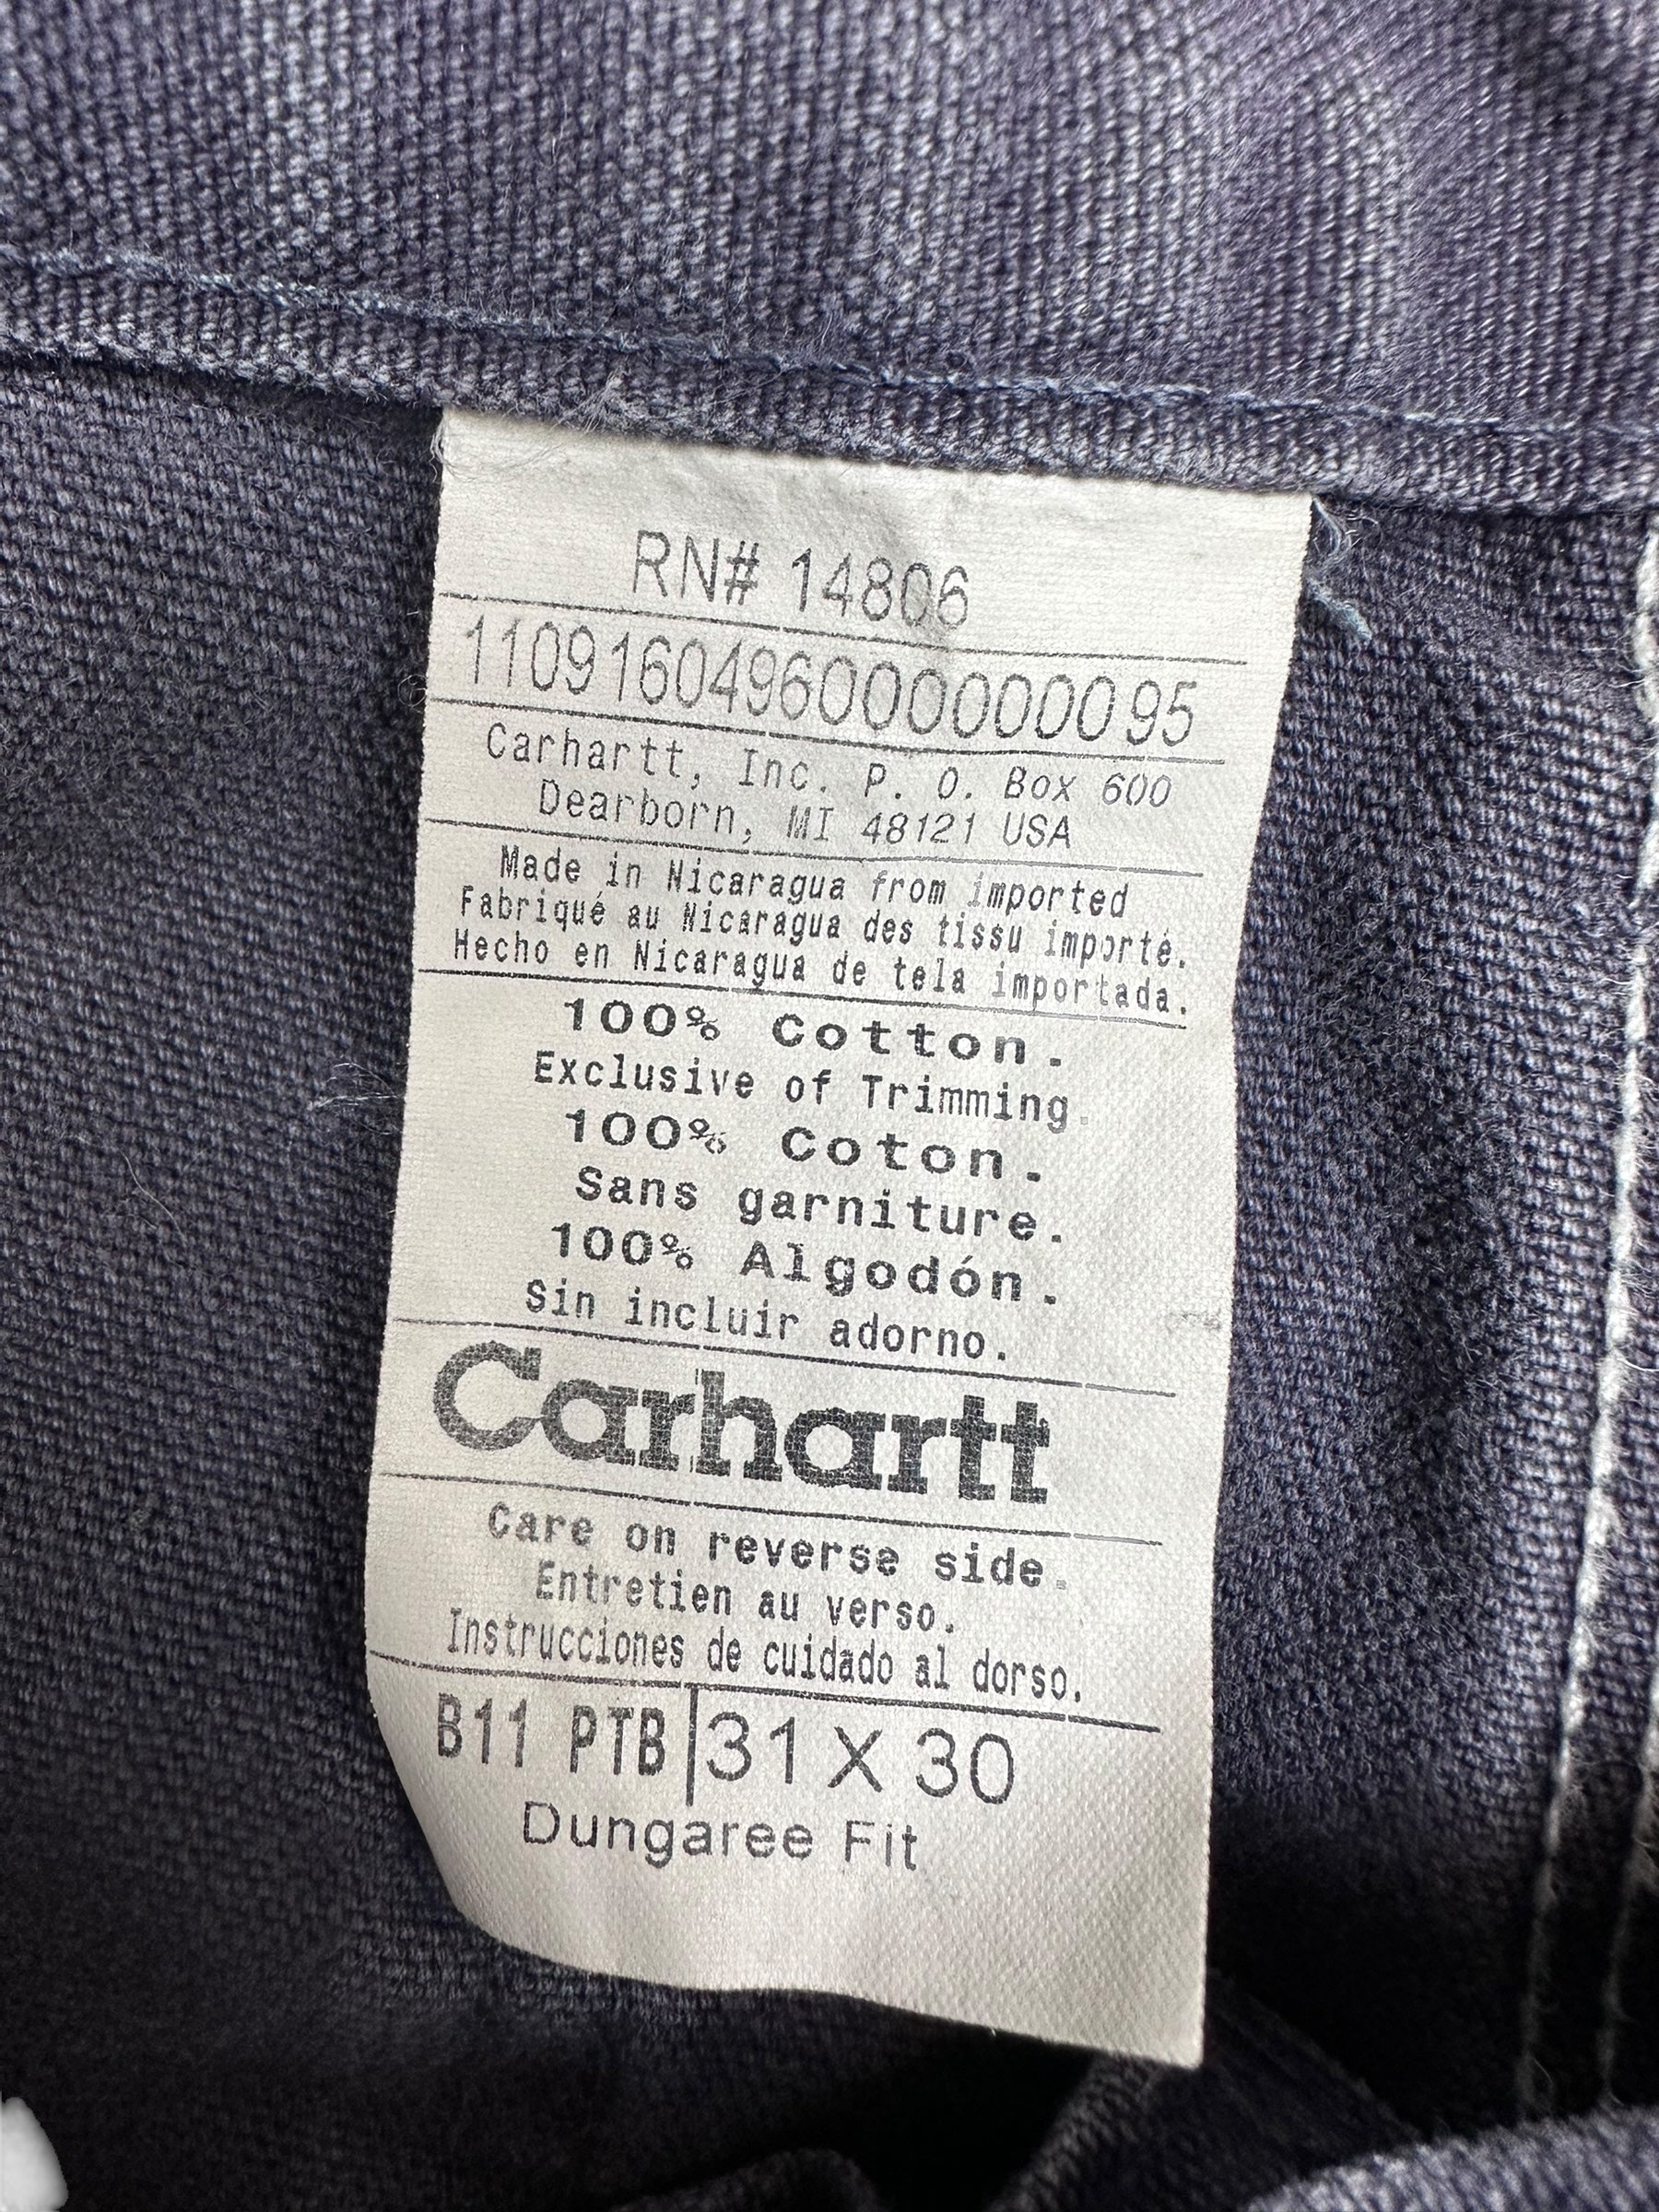 RN# 14806
110916049600000000095
Carhartt, Inc. P. O. Box 600
Dearborn, MI 48121 USA
Made in Nicaragua from imported
Fabriqué au Nicaragua des tissu importé.
Hecho en Nicaragua de tela importada.
100% Cotton.
Exclusive of Trimming.
100% Coton.
Sans garniture.
100% Algodón.
Sin incluir adorno.
Carhartt
Care on reverse side.
Entretien au verso.
Instrucciones de cuidado al dorso.
B11 PTB 31 X 30
Dungaree Fit